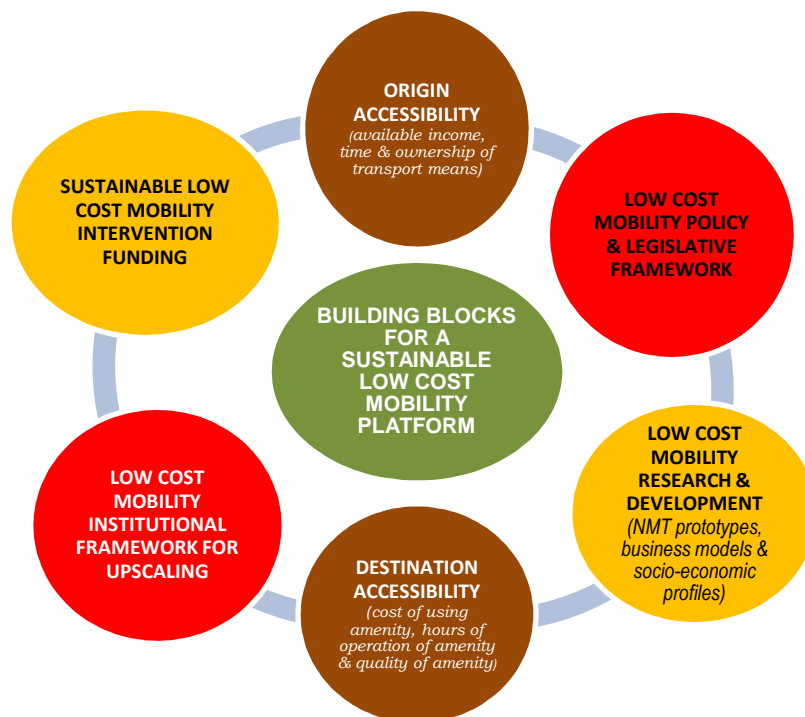 ORIGIN
ACCESSIBILITY
(available income,
time & ownership of
transport means)
LOW COST
MOBILITY POLICY
& LEGISLATIVE
FRAMEWORK
LOW COST
MOBILITY
RESEARCH &
DEVELOPMENT
(NMT prototypes,
business models &
socio-economic
profiles)
DESTINATION
ACCESSIBILITY
(cost of using
amenity, hours of
operation of amenity
& quality of amenity)
LOW COST
MOBILITY
INSTITUTIONAL
FRAMEWORK FOR
UPSCALING
SUSTAINABLE LOW
COST MOBILITY
INTERVENTION
FUNDING
BUILDING BLOCKS
FOR A
SUSTAINABLE
LOW COST
MOBILITY
PLATFORM